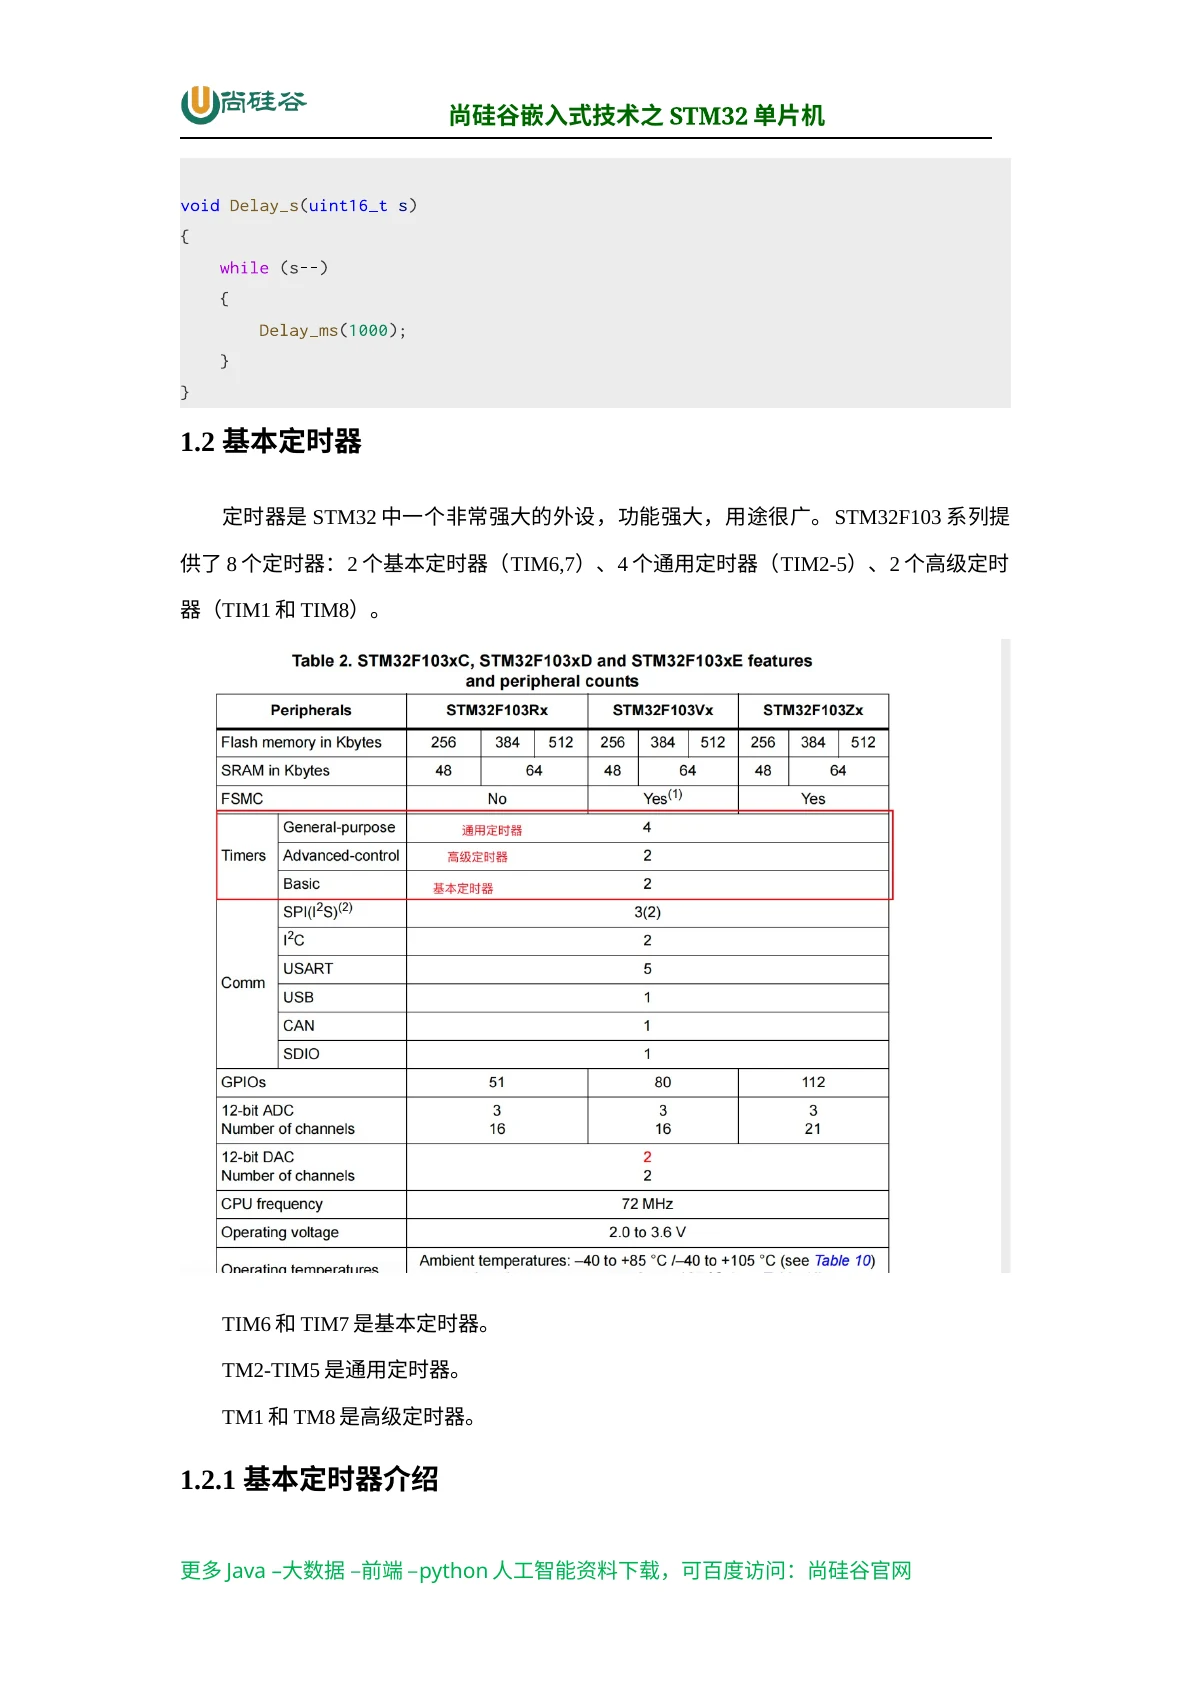 尚硅谷
尚硅谷嵌入式技术之 STM32 单片机
void Delay_s(uint16_t s)
{
    while (s--)
    {
        Delay_ms(1000);
    }
}
1.2 基本定时器
定时器是 STM32 中一个非常强大的外设，功能强大，用途很广。STM32F103 系列提
供了 8 个定时器：2 个基本定时器（TIM6,7）、4 个通用定时器（TIM2-5）、2 个高级定时
器（TIM1 和 TIM8）。
Table 2. STM32F103xC, STM32F103xD and STM32F103xE features
and peripheral counts
Peripherals STM32F103Rx STM32F103Vx STM32F103Zx
Flash memory in Kbytes 256 384 512 256 384 512 256 384 512
SRAM in Kbytes 48 64 48 64 48 64
FSMC No Yes(1) Yes
General-purpose 通用定时器 4
Timers Advanced-control 高级定时器 2
Basic 基本定时器 2
SPI(I2S)(2) 3(2)
I2C 2
USART 5
Comm
USB 1
CAN 1
SDIO 1
GPIOs 51 80 112
12-bit ADC 3 3 3
Number of channels 16 16 21
12-bit DAC 2
Number of channels 2
CPU frequency 72 MHz
Operating voltage 2.0 to 3.6 V
Ambient temperatures: –40 to +85 °C /–40 to +105 °C (see Table 10)
Operating temperatures
TIM6 和 TIM7 是基本定时器。
TM2-TIM5 是通用定时器。
TM1 和 TM8 是高级定时器。
1.2.1 基本定时器介绍
更多 Java –大数据 –前端 –python 人工智能资料下载，可百度访问：尚硅谷官网